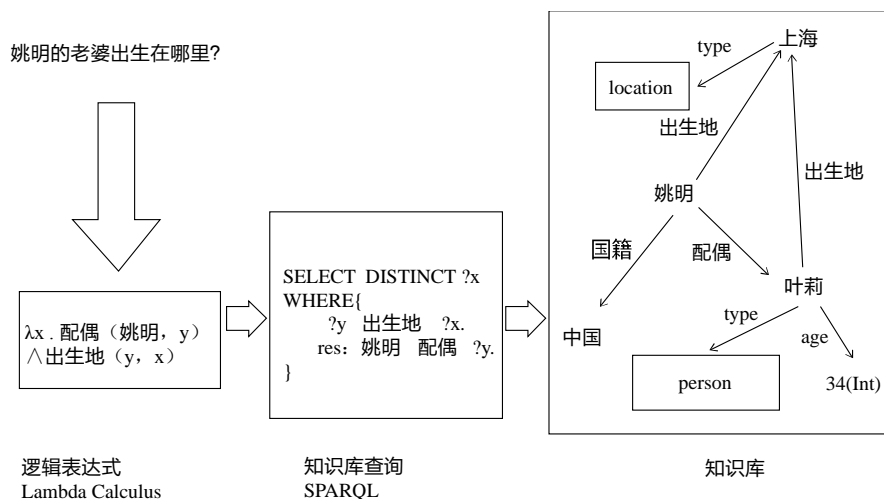 姚明的老婆出生在哪里?
λx . 配偶（姚明，y）
∧出生地（y，x）
逻辑表达式
Lambda Calculus
SELECT DISTINCT ?x
WHERE{
?y 出生地 ?x.
res：姚明 配偶 ?y.
}
知识库查询
SPARQL
上海
type
location
出生地
出生地
姚明
国籍
配偶
叶莉
中国
type
age
person
34(Int)
知识库